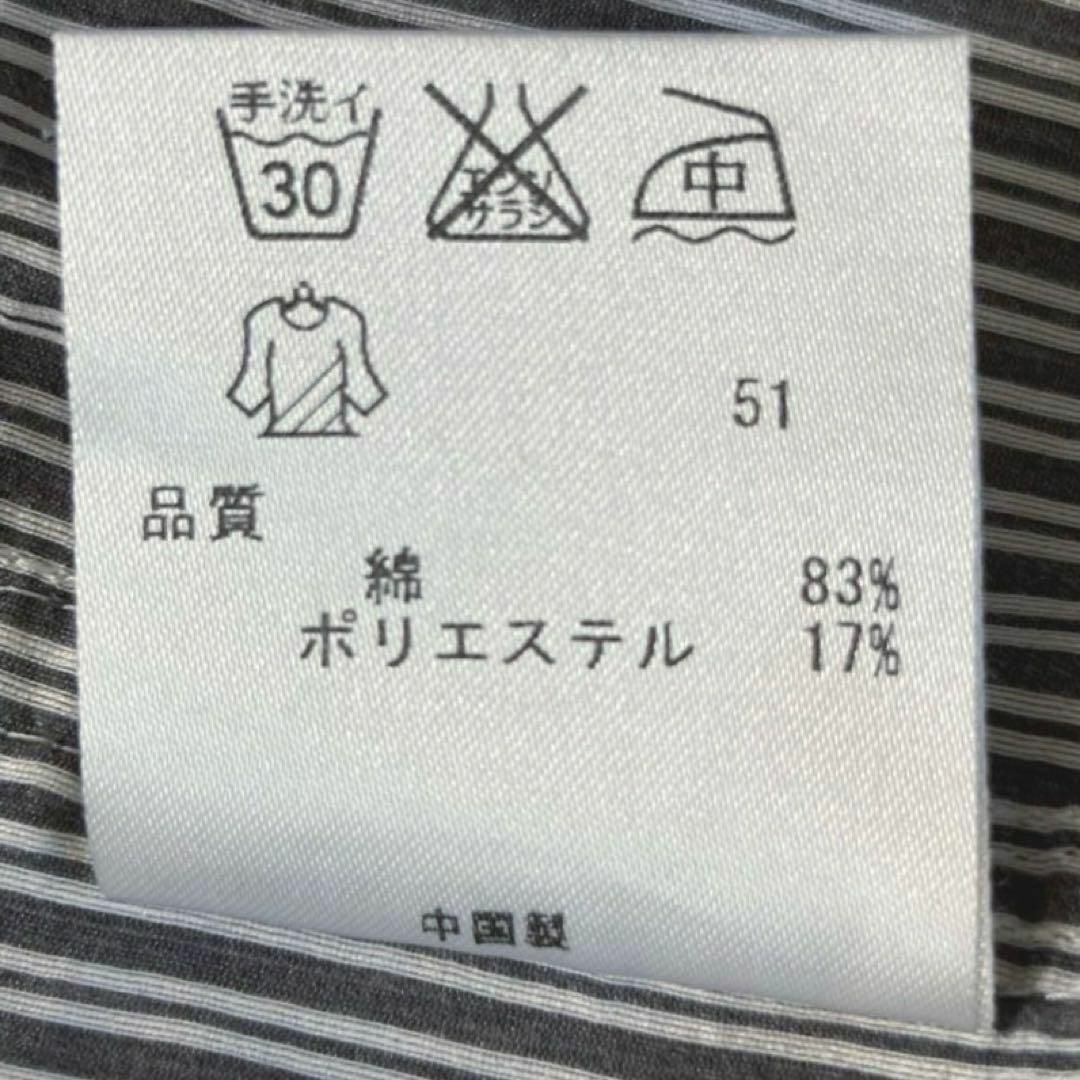 手洗イ
30
エンソ
サラシ
中
51
品質
綿 83%
ポリエステル 17%
中国製